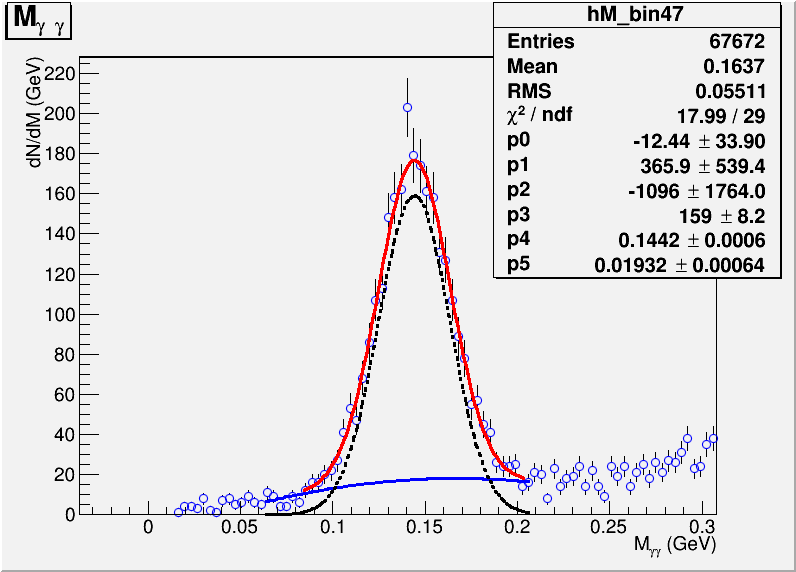 M γ γ
hM_bin47
Entries 67672
Mean 0.1637
RMS 0.05511
χ² / ndf 17.99 / 29
p0 -12.44 ± 33.90
p1 365.9 ± 539.4
p2 -1096 ± 1764.0
p3 159 ± 8.2
p4 0.1442 ± 0.0006
p5 0.01932 ± 0.00064
dN/dM (GeV)
220
200
180
160
140
120
100
80
60
40
20
0
0 0.05 0.1 0.15 0.2 0.25 0.3
Mγγ (GeV)